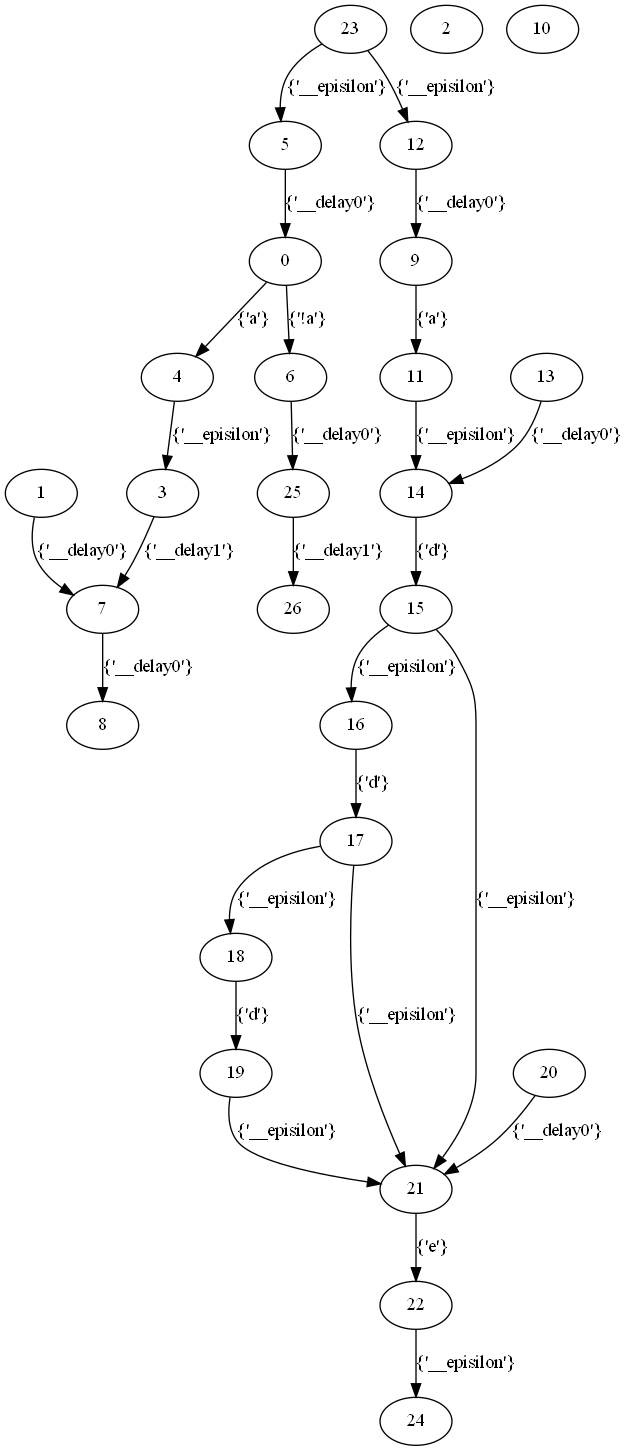 23 2 10
{'__episilon'} {'__episilon'}
5 12
{'__delay0'} {'__delay0'}
0 9
{'a'} {'!a'} {'a'}
4 6 11 13
{'__episilon'} {'__delay0'} {'__episilon'} {'__delay0'}
1 3 25 14
{'__delay0'} {'__delay1'} {'__delay1'} {'d'}
7 26 15
{'__delay0'} {'__episilon'}
8 16
{'d'}
17
{'__episilon'} {'__episilon'}
18
{'d'} {'__episilon'}
19 20
{'__episilon'} {'__delay0'}
21
{'e'}
22
{'__episilon'}
24